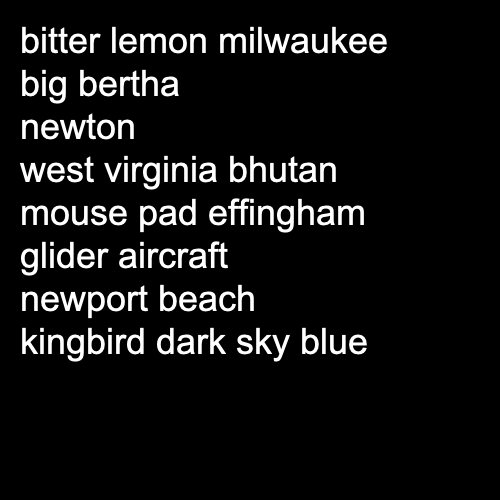 bitter lemon milwaukee
big bertha
newton
west virginia bhutan
mouse pad effingham
glider aircraft
newport beach
kingbird dark sky blue